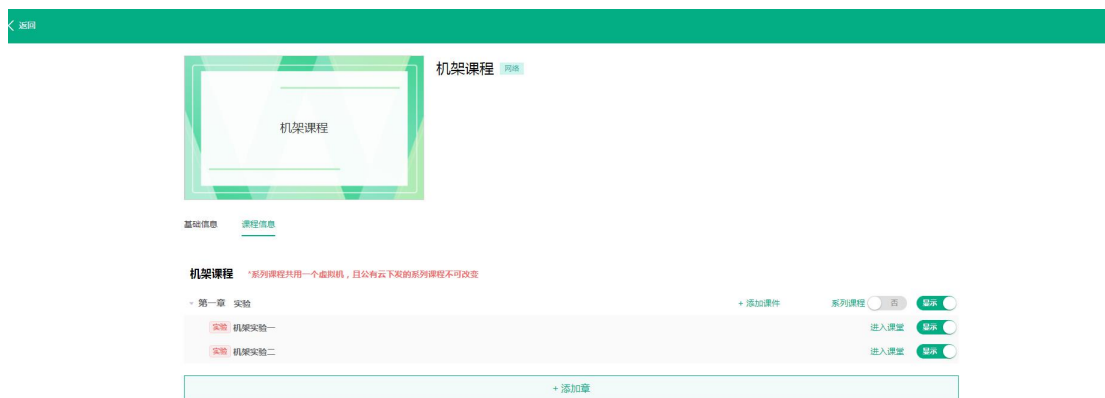 返回
机架课程 网络
机架课程
基础信息 课程信息
机架课程 *系列课程共用一个虚拟机，且公有云下发的系列课程不可改变
第一章 实验 + 添加课件 系列课程 否 显示
实验 机架实验一 进入课堂 显示
实验 机架实验二 进入课堂 显示
+ 添加章